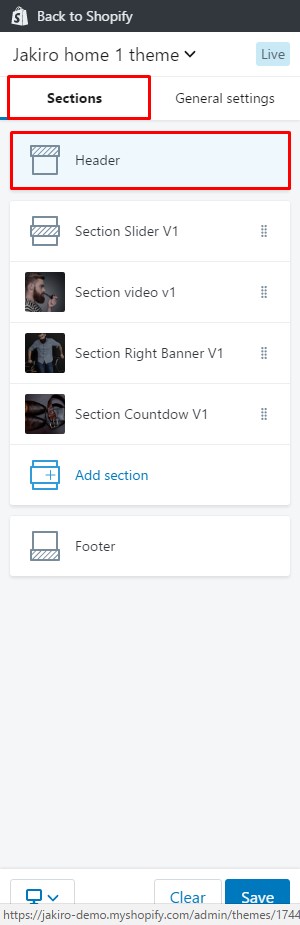 Back to Shopify
Jakiro home 1 theme
Live
Sections
General settings
Header
Section Slider V1
Section video v1
Section Right Banner V1
Section Countdow V1
Add section
Footer
Clear
Save
https://jakiro-demo.myshopify.com/admin/themes/1744